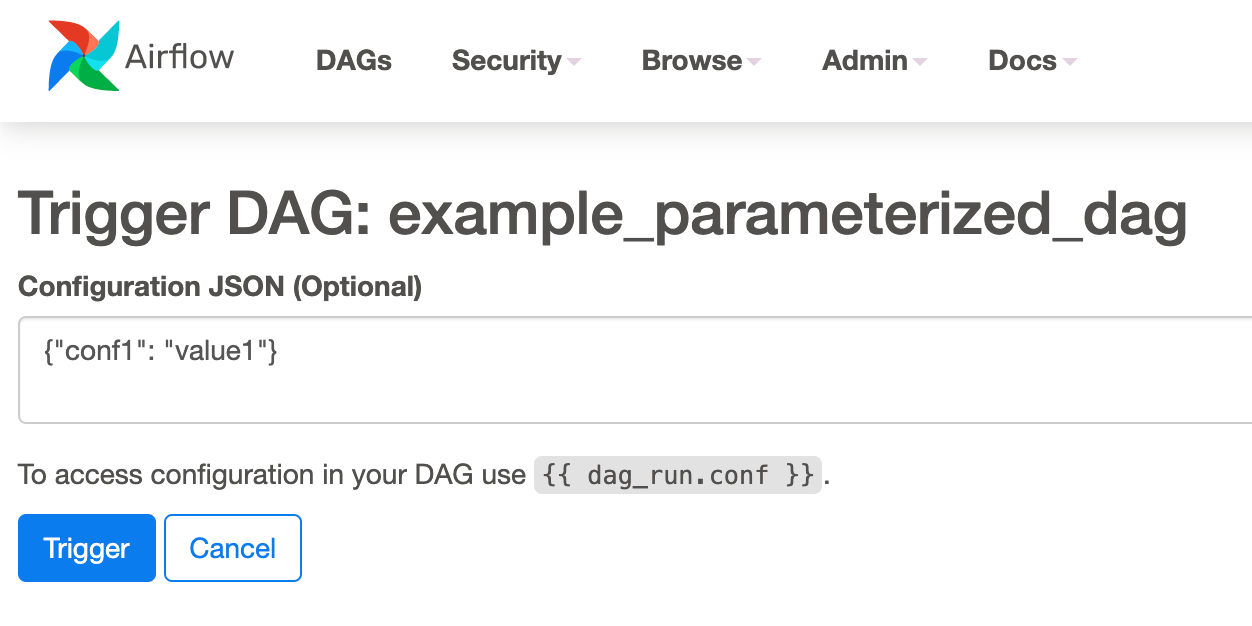 Airflow DAGs Security Browse Admin Docs
Trigger DAG: example_parameterized_dag
Configuration JSON (Optional)
{"conf1": "value1"}
To access configuration in your DAG use {{ dag_run.conf }}.
Trigger Cancel